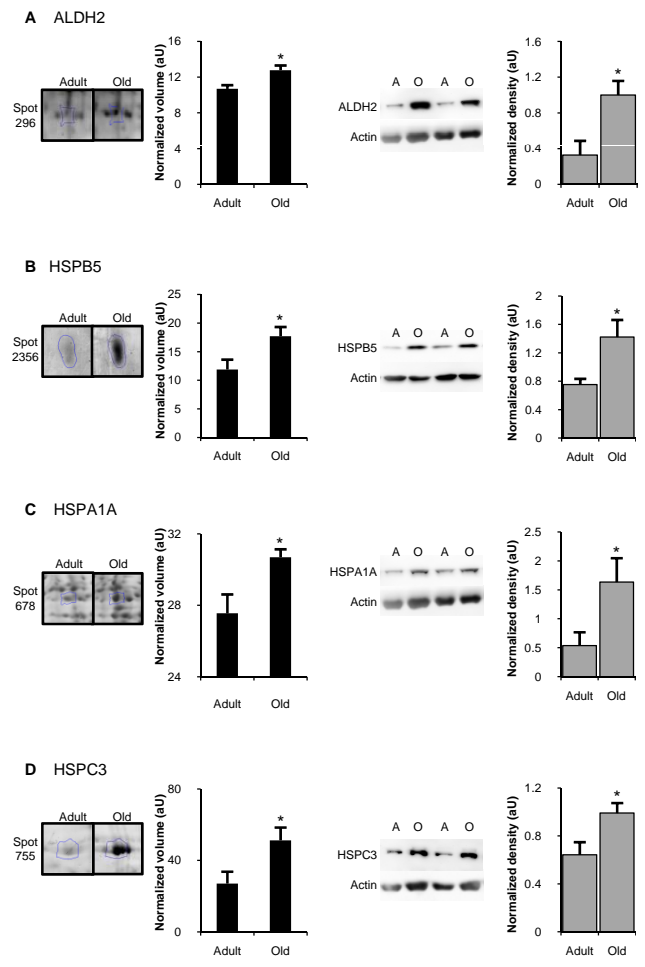 A ALDH2
Spot 296
Adult Old
Normalized volume (aU)
16
12
8
4
0
*
Adult Old
A O A O
ALDH2
Actin
Normalized density (aU)
1.6
1.2
0.8
0.4
0
*
Adult Old
B HSPB5
Spot 2356
Adult Old
Normalized volume (aU)
25
20
15
10
5
0
*
Adult Old
A O A O
HSPB5
Actin
Normalized density (aU)
2
1.6
1.2
0.8
0.4
0
*
Adult Old
C HSPA1A
Spot 678
Adult Old
Normalized volume (aU)
32
28
24
*
Adult Old
A O A O
HSPA1A
Actin
Normalized density (aU)
2.5
2
1.5
1
0.5
0
*
Adult Old
D HSPC3
Spot 755
Adult Old
Normalized volume (aU)
80
40
0
*
Adult Old
A O A O
HSPC3
Actin
Normalized density (aU)
1.2
0.8
0.4
0
*
Adult Old